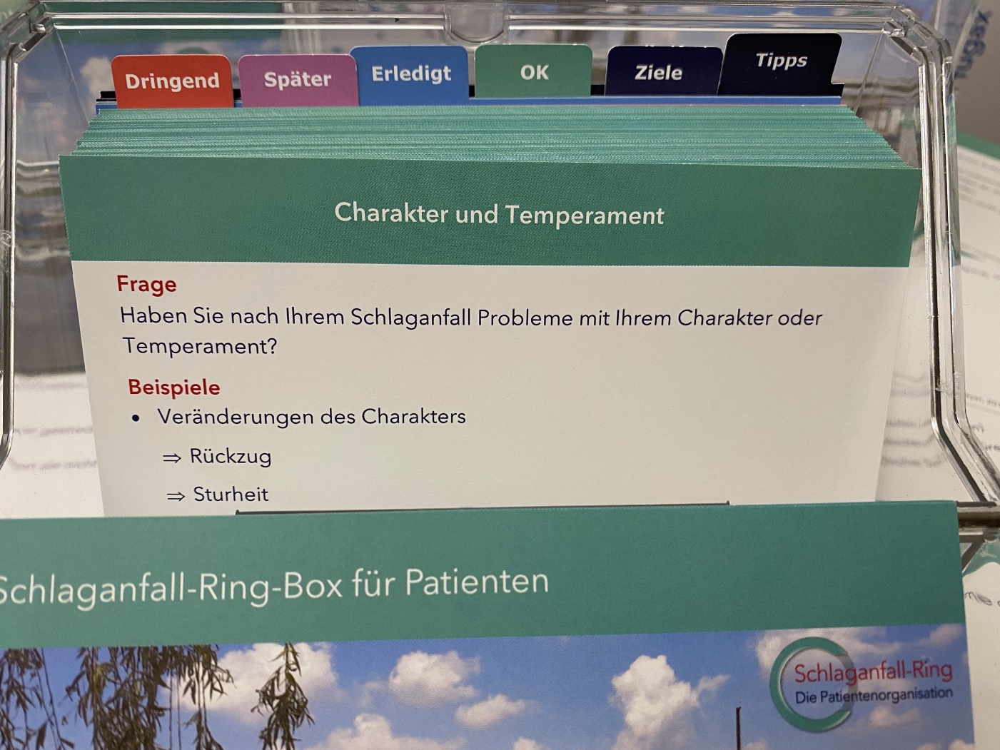 Dringend
Später
Erledigt
OK
Ziele
Tipps
Charakter und Temperament
Frage
Haben Sie nach Ihrem Schlaganfall Probleme mit Ihrem Charakter oder
Temperament?
Beispiele
• Veränderungen des Charakters
⇒ Rückzug
⇒ Sturheit
Schlaganfall-Ring-Box für Patienten
Schlaganfall-Ring
Die Patientenorganisation